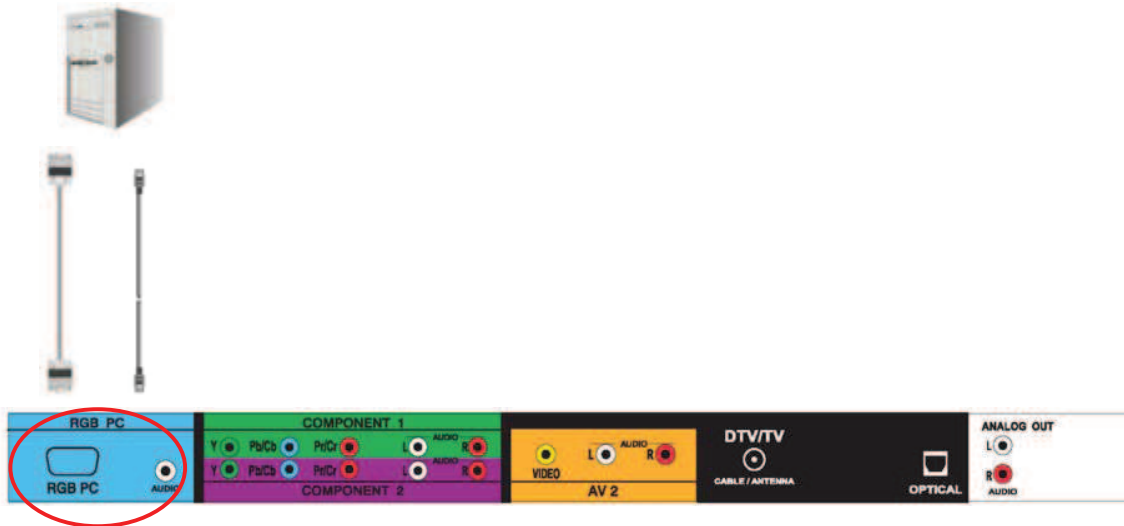 RGB PC
RGB PC
AUDIO
COMPONENT 1
Y Pb/Cb Pr/Cr L AUDIO R
Y Pb/Cb Pr/Cr L AUDIO R
COMPONENT 2
VIDEO L AUDIO R
AV 2
DTV/TV
CABLE / ANTENNA
OPTICAL
ANALOG OUT
L
R
AUDIO